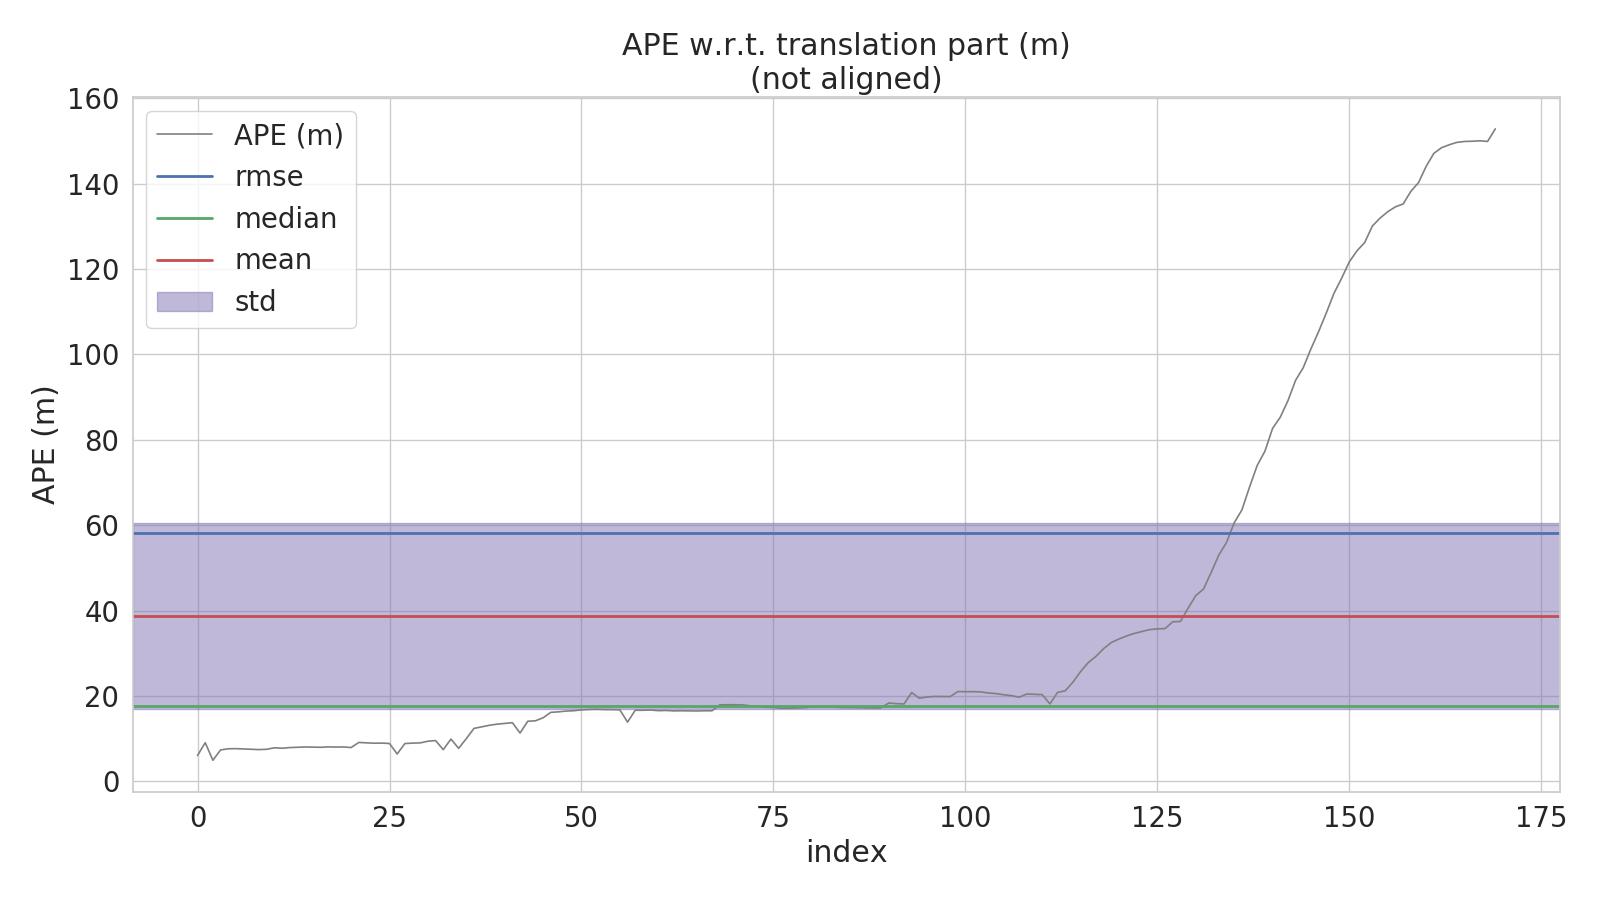 APE w.r.t. translation part (m)
(not aligned)
160
140
120
100
80
60
40
20
0
APE (m)
APE (m)
rmse
median
mean
std
0
25
50
75
100
125
150
175
index